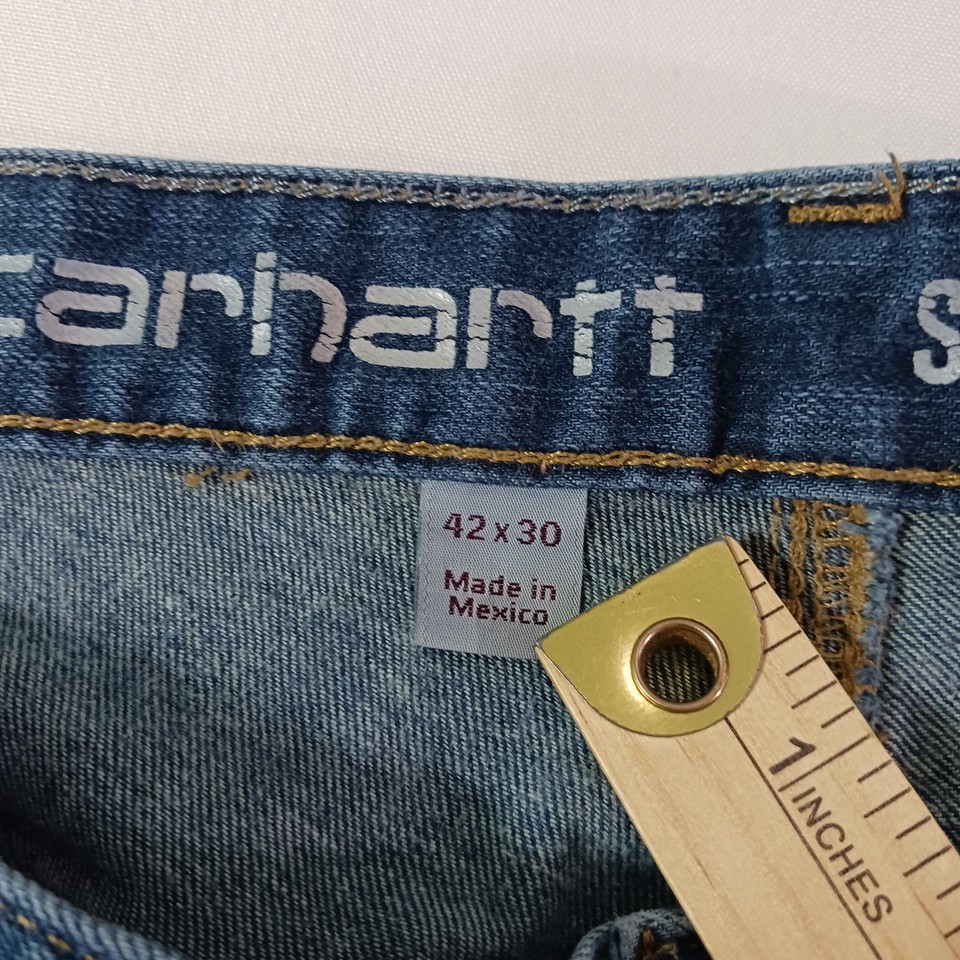 carhartt S
42 x 30
Made in
Mexico
1
INCHES